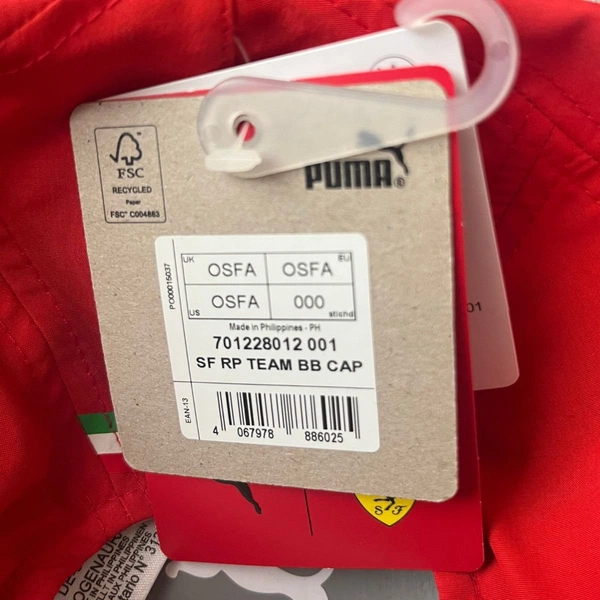 FSC
RECYCLED
Paper
FSC® C004883
PUMA®
PO00015037
UK OSFA OSFA EU
US OSFA 000 stichd
Made in Philippines - PH
701228012 001
SF RP TEAM BB CAP
EAN-13
4 067978 886025
S F
01